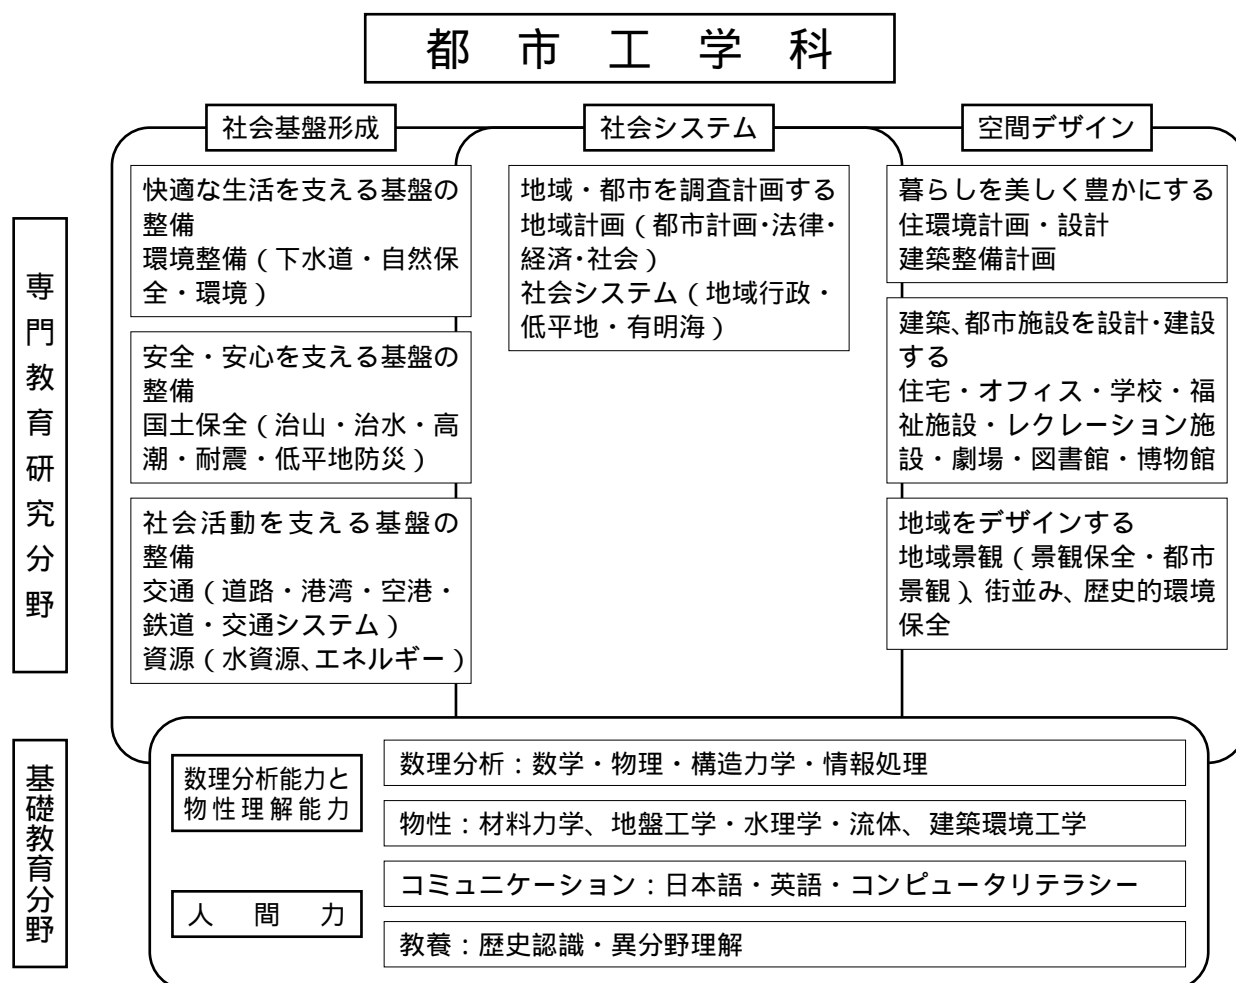 都市工学科
社会基盤形成
快適な生活を支える基盤の
整備
環境整備(下水道・自然保
全・環境)
安全・安心を支える基盤の
整備
国土保全(治山・治水・高
潮・耐震・低平地防災)
社会活動を支える基盤の
整備
交通(道路・港湾・空港・
鉄道・交通システム)
資源(水資源、エネルギー)
社会システム
地域・都市を調査計画する
地域計画(都市計画・法律・
経済・社会)
社会システム(地域行政・
低平地・有明海)
空間デザイン
暮らしを美しく豊かにする
住環境計画・設計
建築整備計画
建築、都市施設を設計・建設
する
住宅・オフィス・学校・福
祉施設・レクレーション施
設・劇場・図書館・博物館
地域をデザインする
地域景観(景観保全・都市
景観)、街並み、歴史的環境
保全
専門教育研究分野
基礎教育分野
数理分析能力と
物性理解能力
数理分析:数学・物理・構造力学・情報処理
物性:材料力学、地盤工学・水理学・流体、建築環境工学
人間力
コミュニケーション:日本語・英語・コンピュータリテラシー
教養:歴史認識・異分野理解